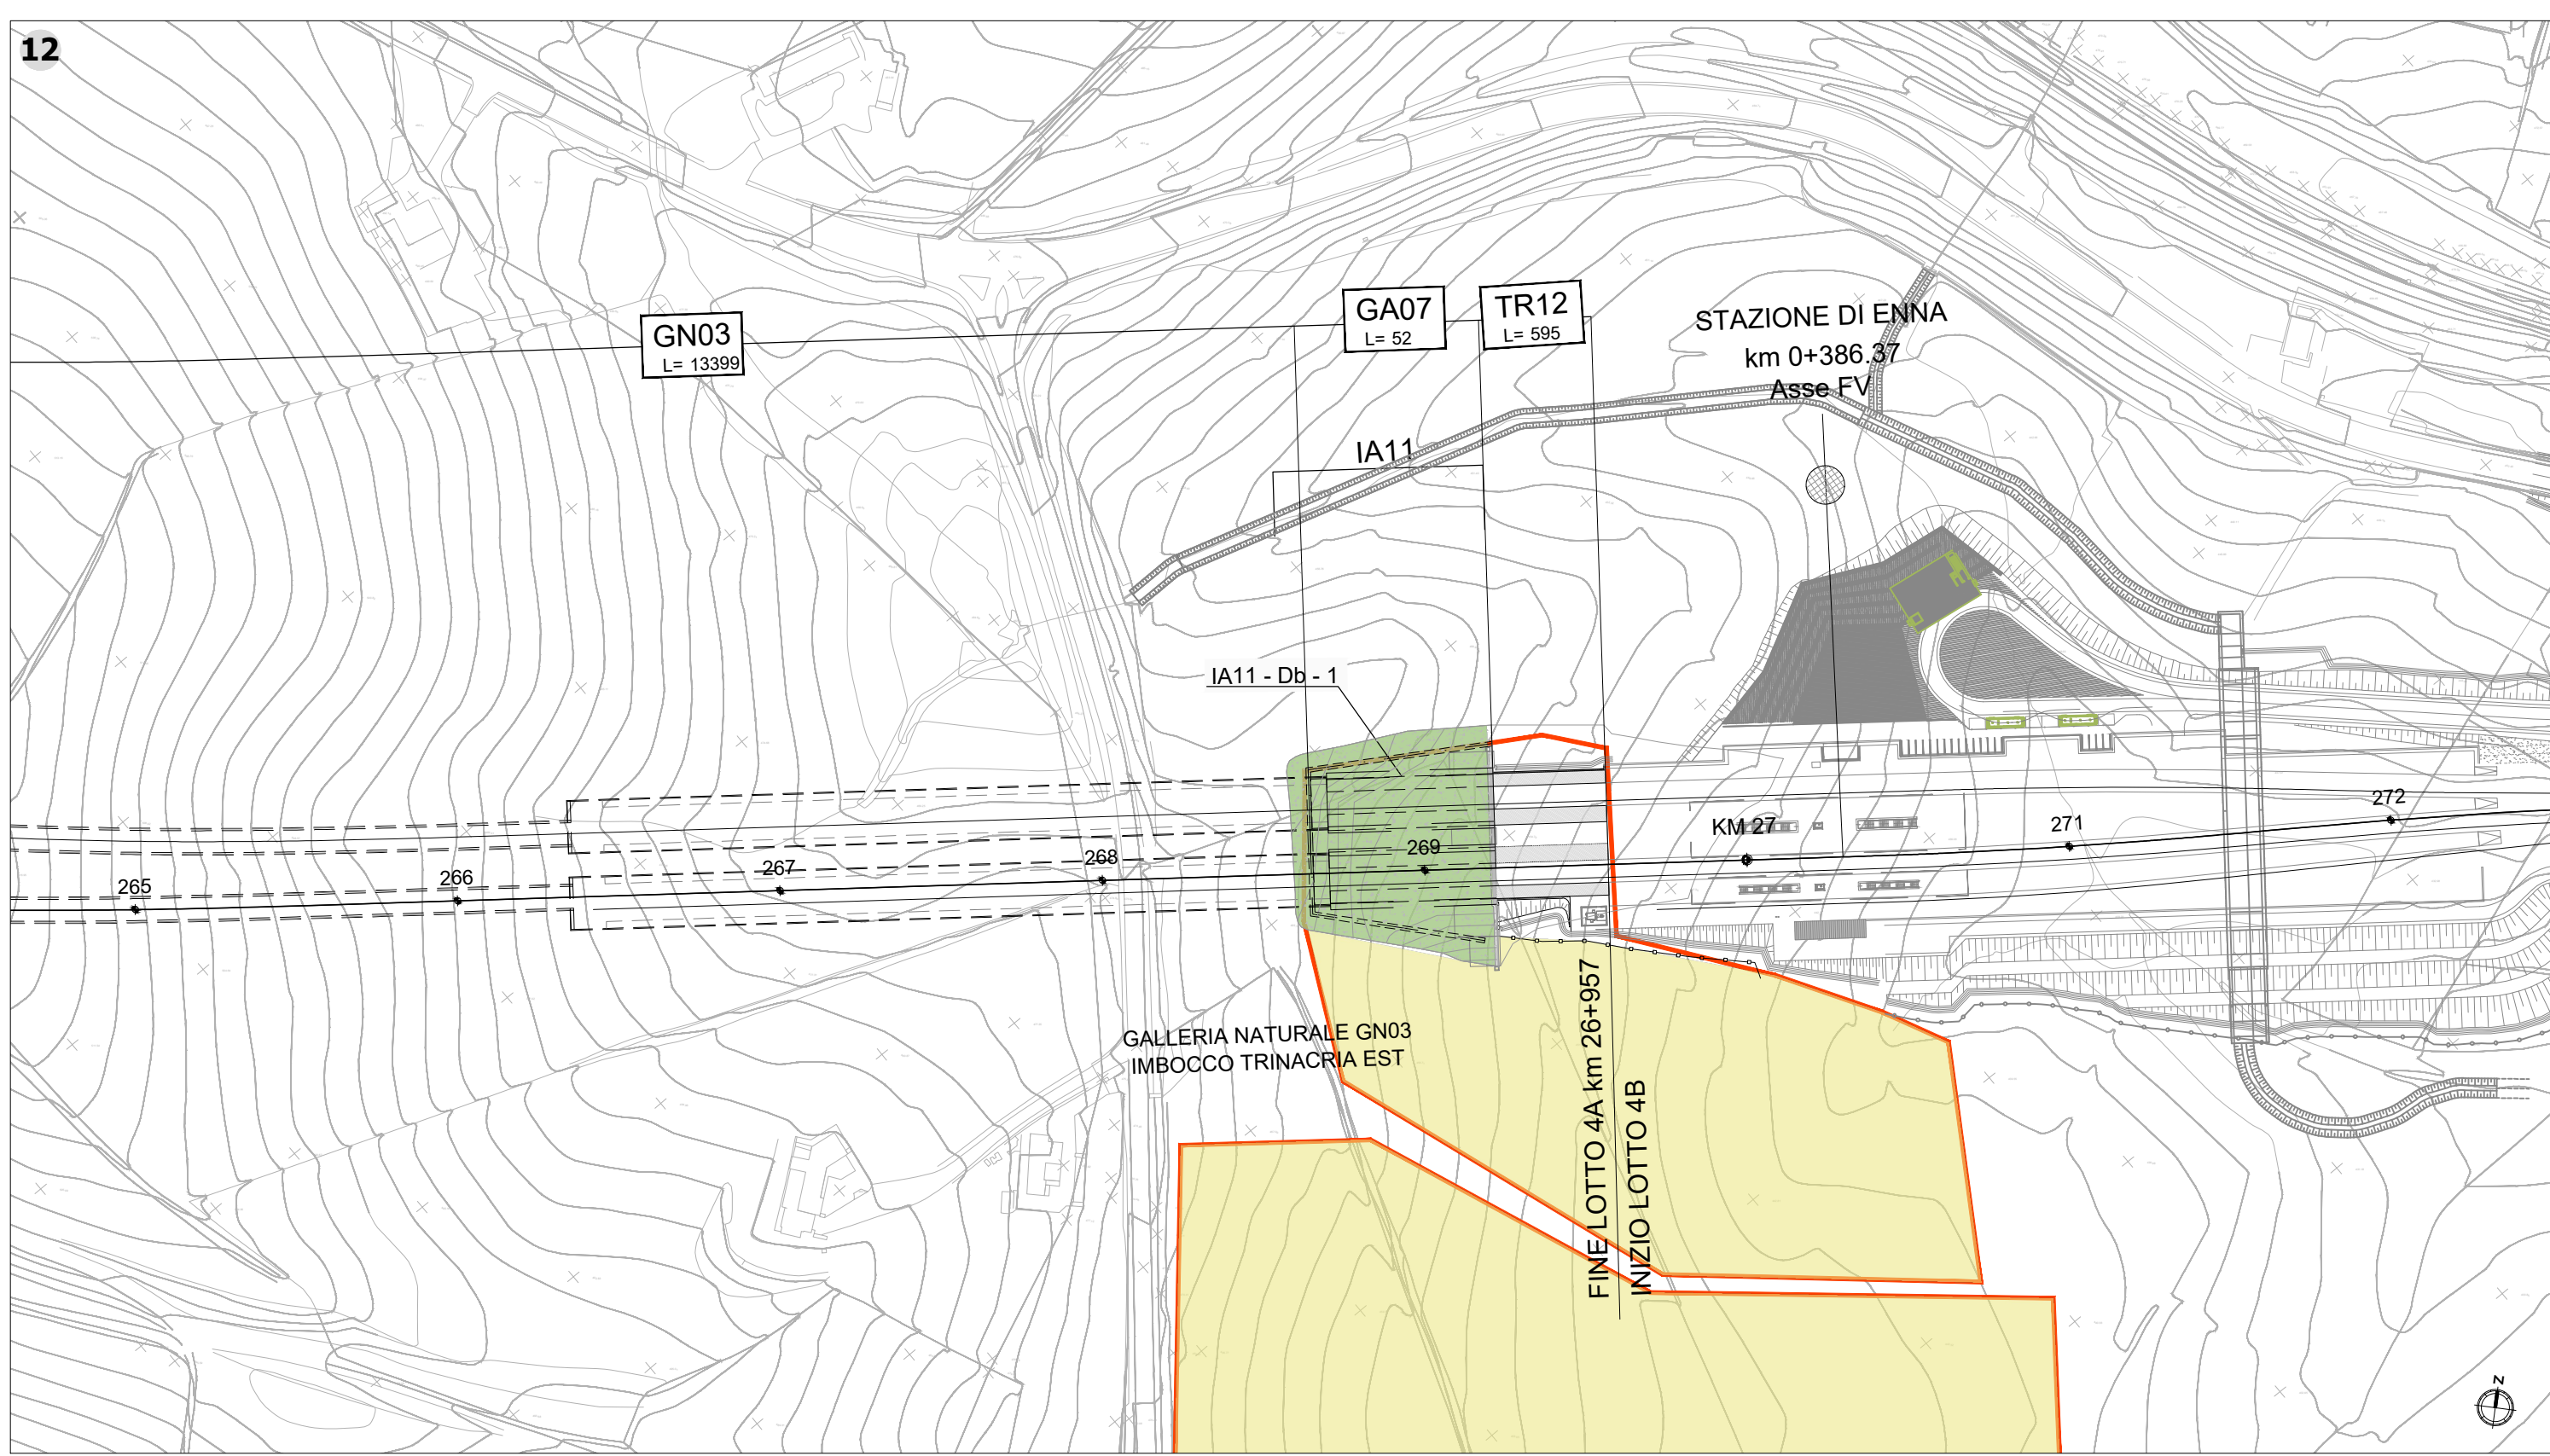 12
GN03
L= 13399
GA07
L= 52
TR12
L= 595
STAZIONE DI ENNA
km 0+386.37
Asse FV
IA11
IA11 - Db - 1
265
266
267
268
269
KM 27
271
272
GALLERIA NATURALE GN03
IMBOCCO TRINACRIA EST
FINE LOTTO 4A km 26+957
INIZIO LOTTO 4B
N